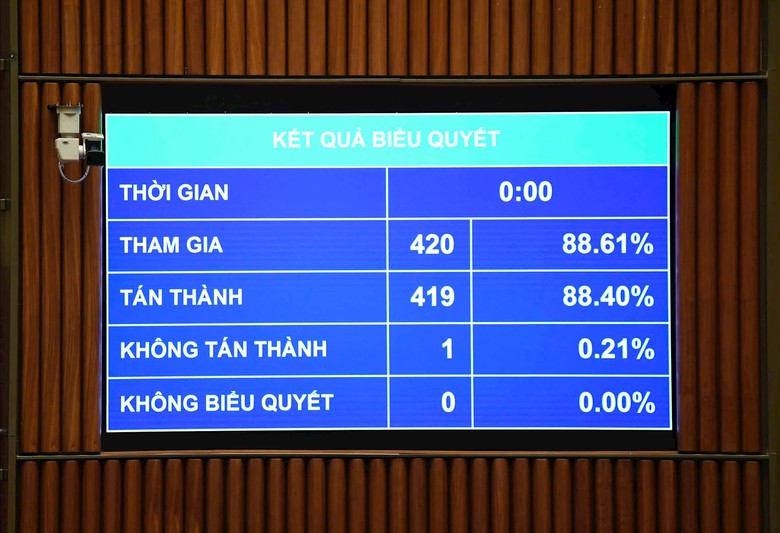 KẾT QUẢ BIỂU QUYẾT
THỜI GIAN 0:00
THAM GIA 420 88.61%
TÁN THÀNH 419 88.40%
KHÔNG TÁN THÀNH 1 0.21%
KHÔNG BIỂU QUYẾT 0 0.00%